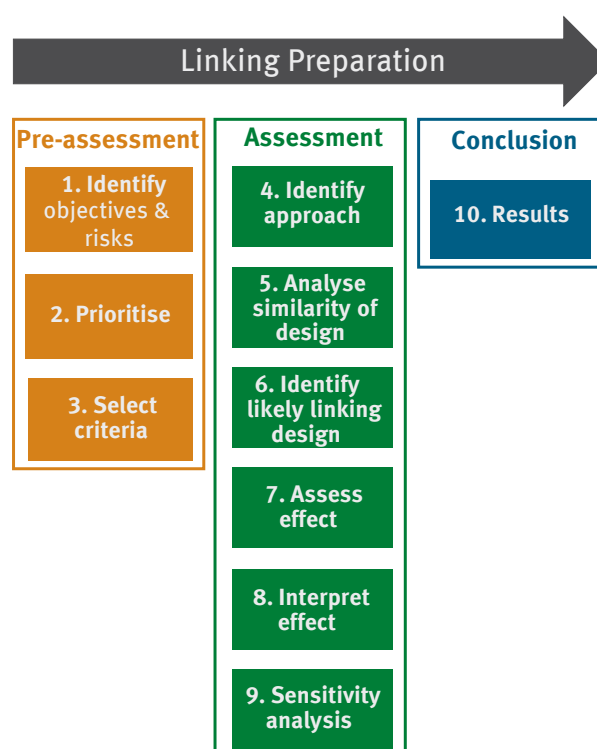 Linking Preparation
Pre-assessment
1. Identify
objectives &
risks
2. Prioritise
3. Select
criteria
Assessment
4. Identify
approach
5. Analyse
similarity of
design
6. Identify
likely linking
design
7. Assess
effect
8. Interpret
effect
9. Sensitivity
analysis
Conclusion
10. Results